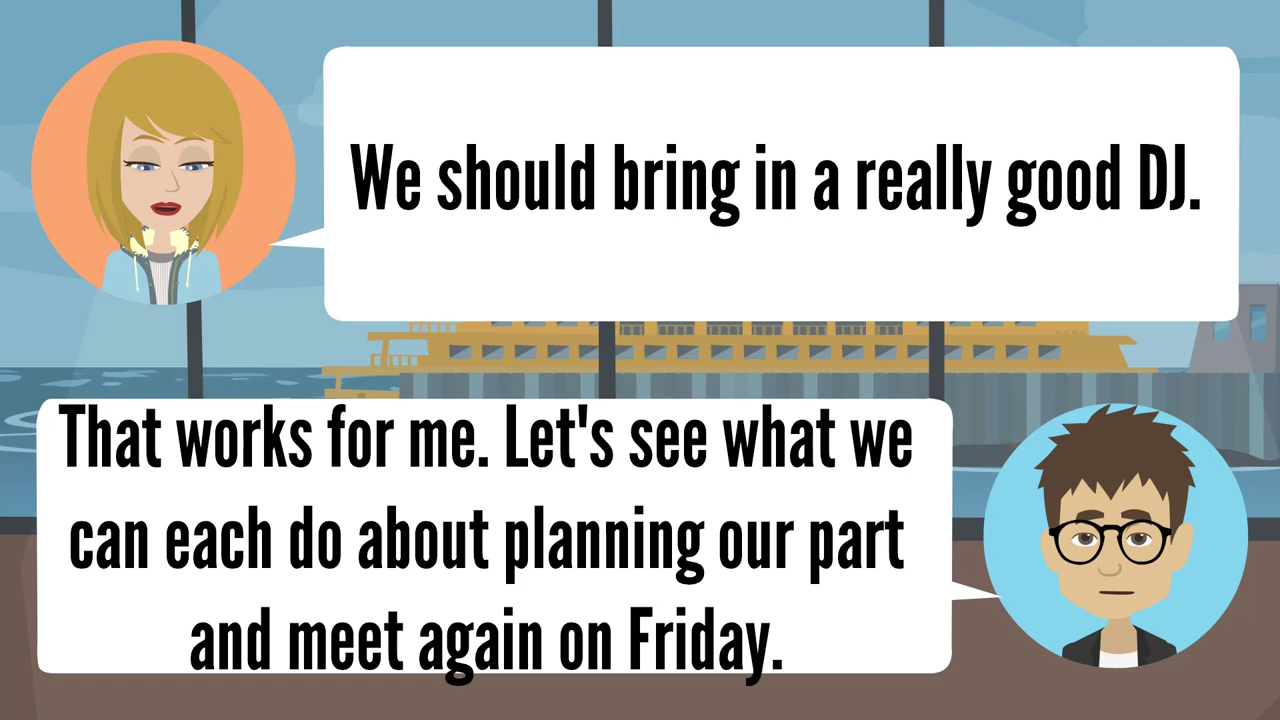 We should bring in a really good DJ.
That works for me. Let's see what we
can each do about planning our part
and meet again on Friday.